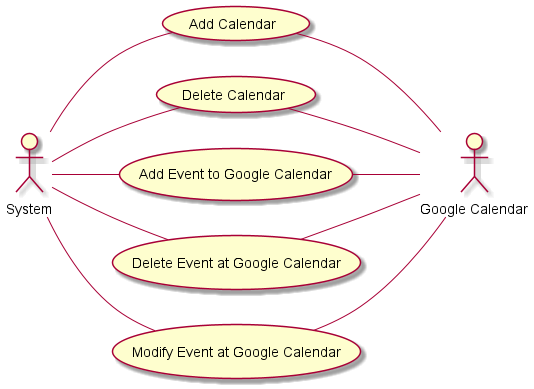 Add Calendar
Delete Calendar
Add Event to Google Calendar
System
Google Calendar
Delete Event at Google Calendar
Modify Event at Google Calendar